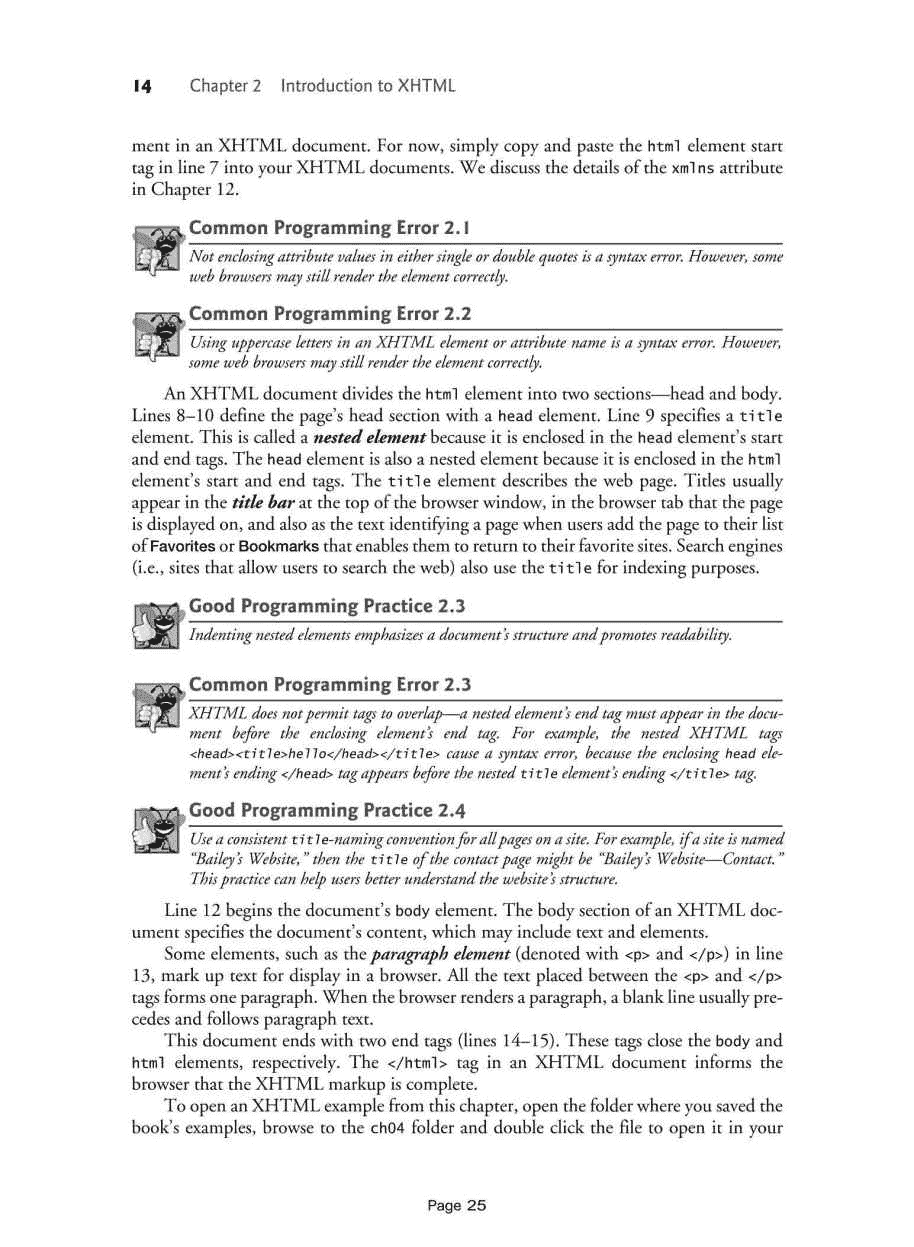 14 Chapter 2 Introduction to XHTML
ment in an XHTML document. For now, simply copy and paste the html element start
tag in line 7 into your XHTML documents. We discuss the details of the xmlns attribute
in Chapter 12.
Common Programming Error 2.1
Not enclosing attribute values in either single or double quotes is a syntax error. However, some
web browsers may still render the element correctly.
Common Programming Error 2.2
Using uppercase letters in an XHTML element or attribute name is a syntax error. However,
some web browsers may still render the element correctly.
An XHTML document divides the html element into two sections—head and body.
Lines 8–10 define the page's head section with a head element. Line 9 specifies a title
element. This is called a nested element because it is enclosed in the head element's start
and end tags. The head element is also a nested element because it is enclosed in the html
element's start and end tags. The title element describes the web page. Titles usually
appear in the title bar at the top of the browser window, in the browser tab that the page
is displayed on, and also as the text identifying a page when users add the page to their list
of Favorites or Bookmarks that enables them to return to their favorite sites. Search engines
(i.e., sites that allow users to search the web) also use the title for indexing purposes.
Good Programming Practice 2.3
Indenting nested elements emphasizes a document's structure and promotes readability.
Common Programming Error 2.3
XHTML does not permit tags to overlap—a nested element's end tag must appear in the docu-
ment before the enclosing element's end tag. For example, the nested XHTML tags
<head><title>hello</head></title> cause a syntax error, because the enclosing head ele-
ment's ending </head> tag appears before the nested title element's ending </title> tag.
Good Programming Practice 2.4
Use a consistent title-naming convention for all pages on a site. For example, if a site is named
"Bailey's Website," then the title of the contact page might be "Bailey's Website—Contact."
This practice can help users better understand the website's structure.
Line 12 begins the document's body element. The body section of an XHTML doc-
ument specifies the document's content, which may include text and elements.
Some elements, such as the paragraph element (denoted with <p> and </p>) in line
13, mark up text for display in a browser. All the text placed between the <p> and </p>
tags forms one paragraph. When the browser renders a paragraph, a blank line usually pre-
cedes and follows paragraph text.
This document ends with two end tags (lines 14–15). These tags close the body and
html elements, respectively. The </html> tag in an XHTML document informs the
browser that the XHTML markup is complete.
To open an XHTML example from this chapter, open the folder where you saved the
book's examples, browse to the ch04 folder and double click the file to open it in your
Page 25